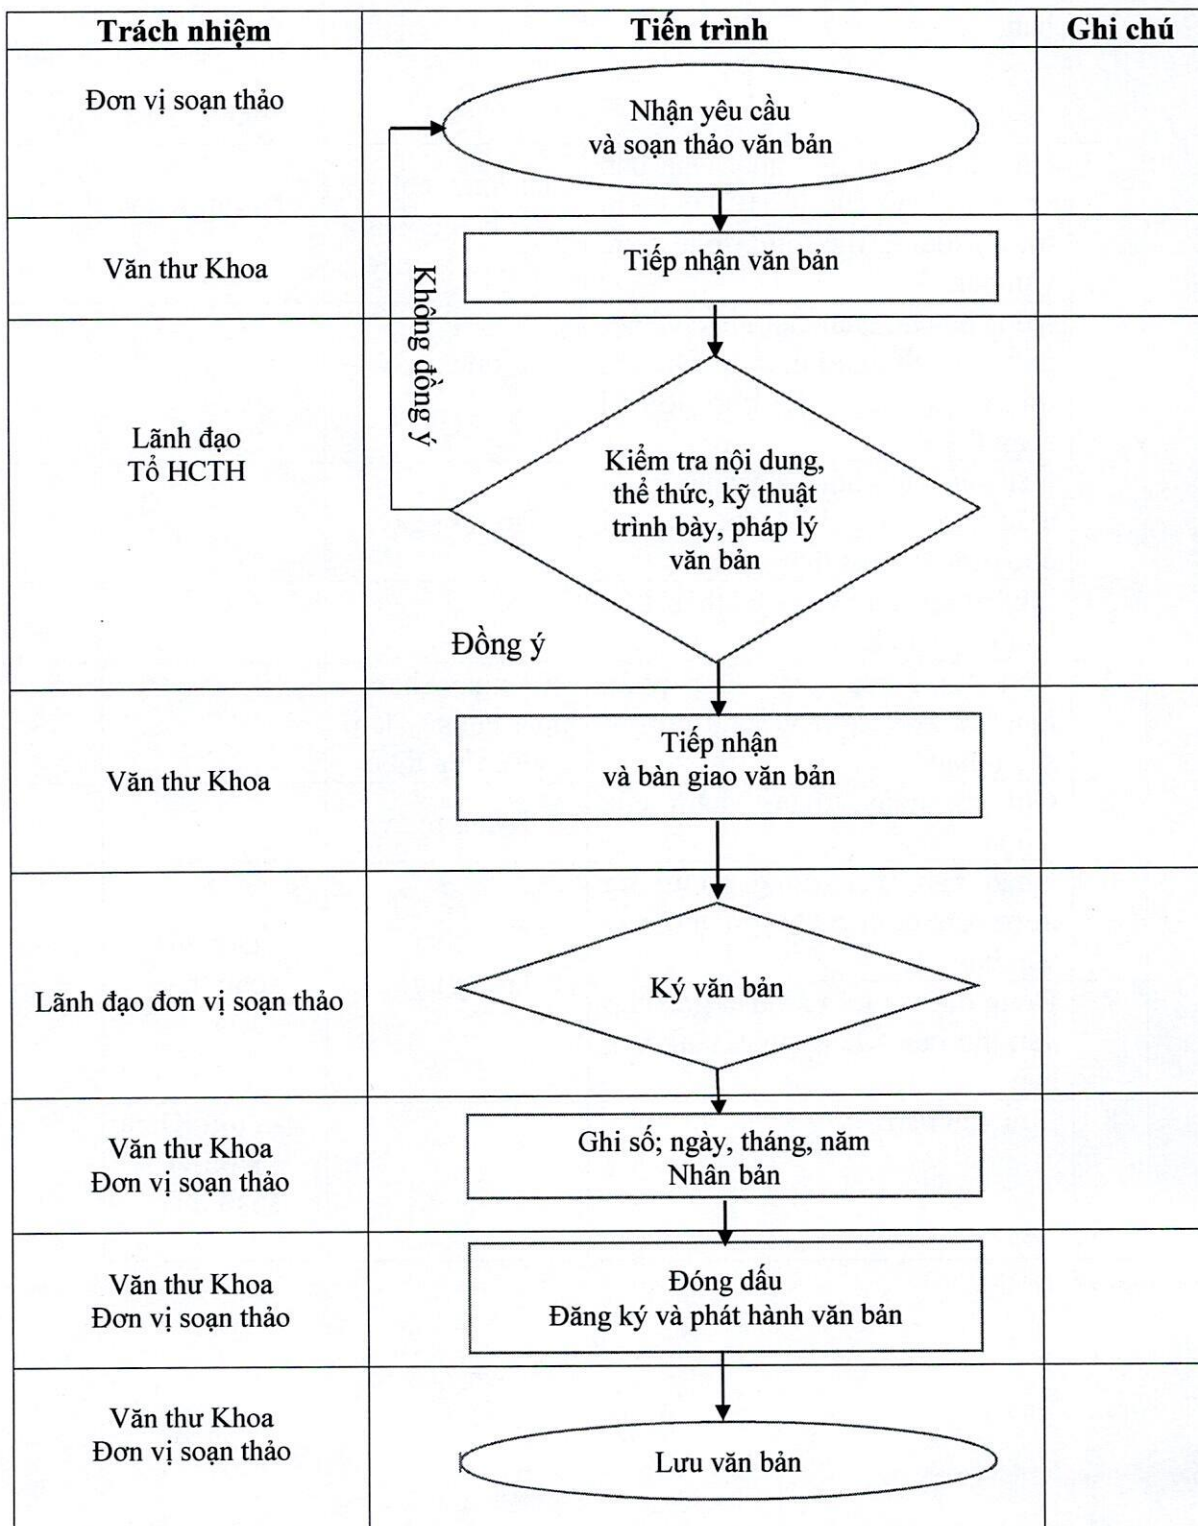 Trách nhiệm
Tiến trình
Ghi chú
Đơn vị soạn thảo
Nhận yêu cầu
và soạn thảo văn bản
Văn thư Khoa
Tiếp nhận văn bản
Không đồng ý
Lãnh đạo
Tổ HCTH
Kiểm tra nội dung,
thể thức, kỹ thuật
trình bày, pháp lý
văn bản
Đồng ý
Văn thư Khoa
Tiếp nhận
và bàn giao văn bản
Lãnh đạo đơn vị soạn thảo
Ký văn bản
Văn thư Khoa
Đơn vị soạn thảo
Ghi số; ngày, tháng, năm
Nhân bản
Văn thư Khoa
Đơn vị soạn thảo
Đóng dấu
Đăng ký và phát hành văn bản
Văn thư Khoa
Đơn vị soạn thảo
Lưu văn bản